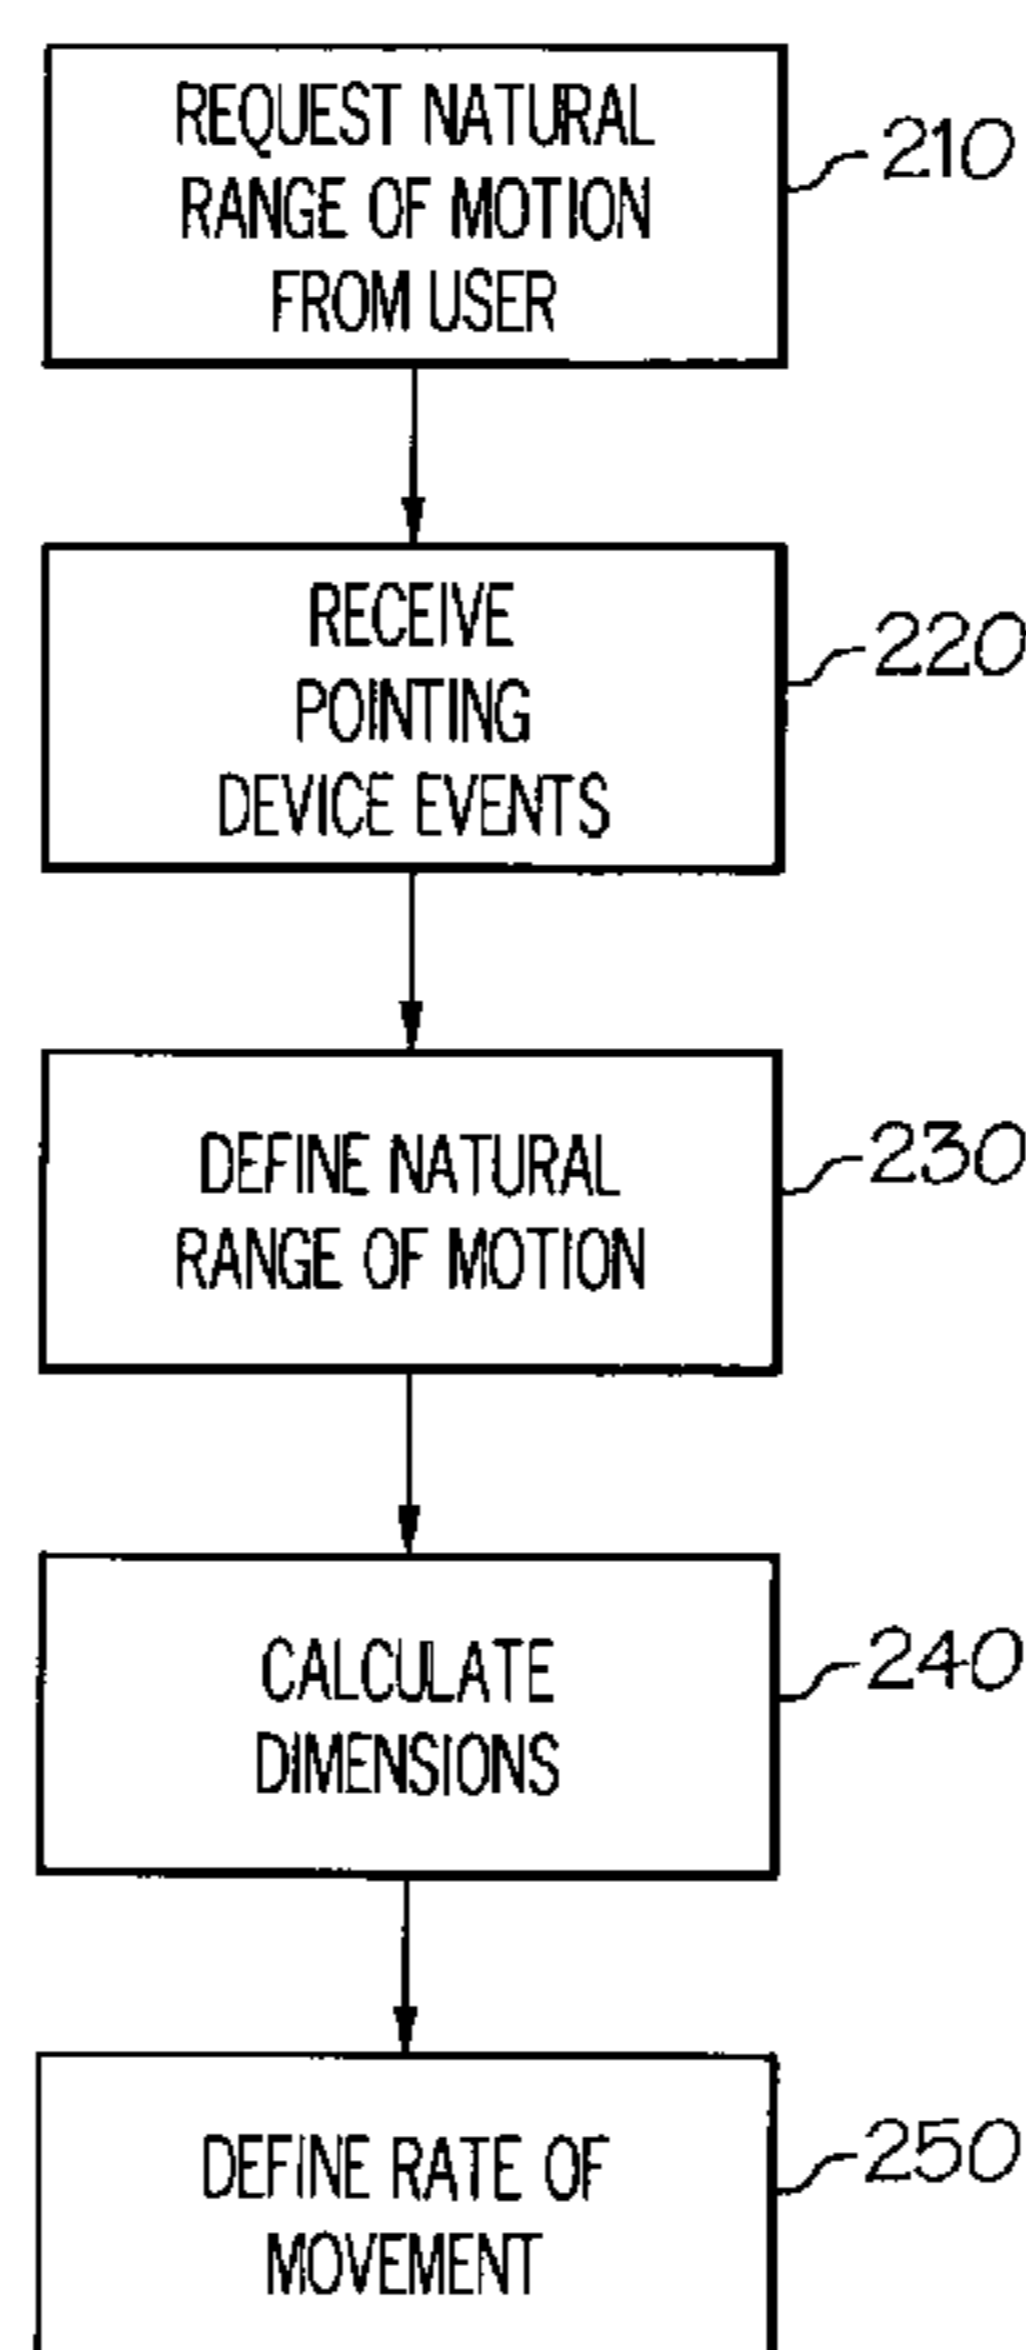 REQUEST NATURAL
RANGE OF MOTION
FROM USER
210
RECEIVE
POINTING
DEVICE EVENTS
220
DEFINE NATURAL
RANGE OF MOTION
230
CALCULATE
DIMENSIONS
240
DEFINE RATE OF
MOVEMENT
250